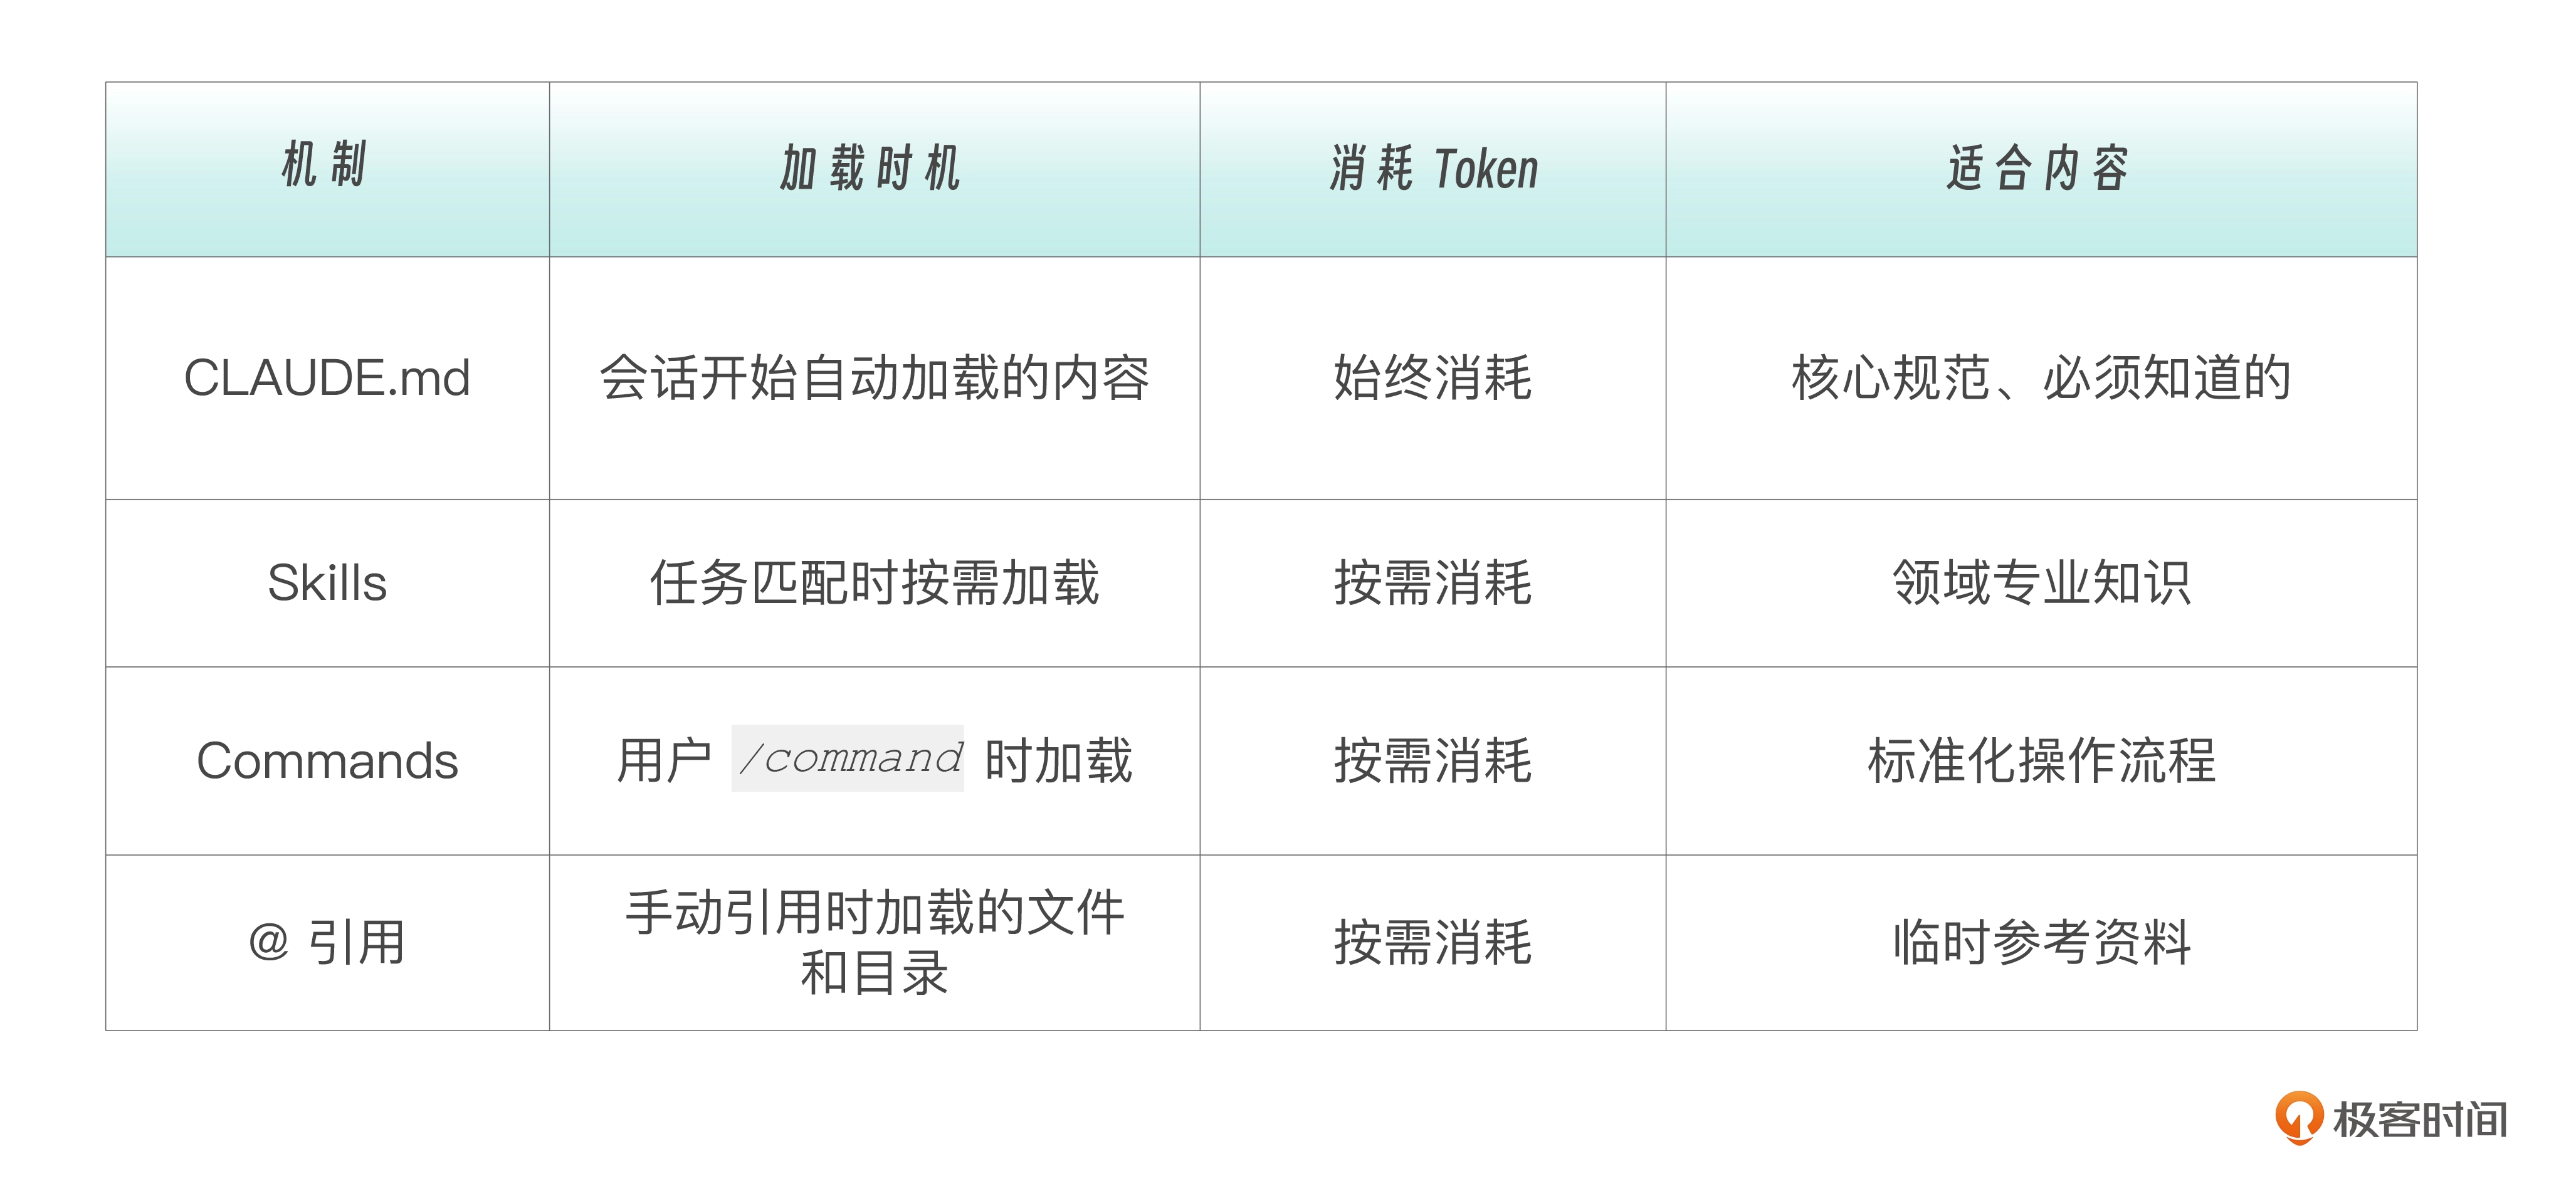 机制 加载时机 消耗 Token 适合内容
CLAUDE.md 会话开始自动加载的内容 始终消耗 核心规范、必须知道的
Skills 任务匹配时按需加载 按需消耗 领域专业知识
Commands 用户 /command 时加载 按需消耗 标准化操作流程
@ 引用 手动引用时加载的文件
和目录 按需消耗 临时参考资料
极客时间